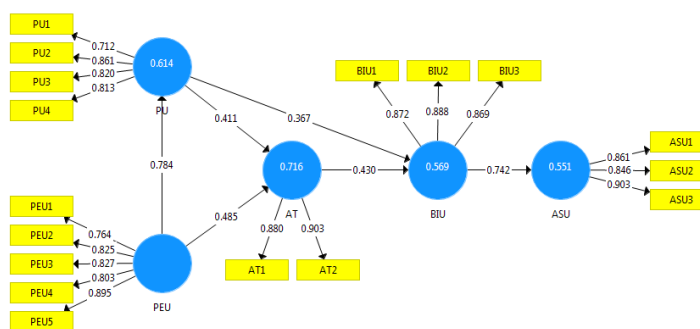 PU1
PU2
PU3
PU4
0.712
0.861
0.820
0.813
0.614
PU
BIU1
BIU2
BIU3
0.872
0.888
0.869
0.367
0.411
0.784
0.716
AT
0.430
0.569
BIU
0.742
0.551
ASU
0.861
0.846
0.903
ASU1
ASU2
ASU3
PEU1
PEU2
PEU3
PEU4
PEU5
0.764
0.825
0.827
0.803
0.895
PEU
0.485
0.880
0.903
AT1
AT2